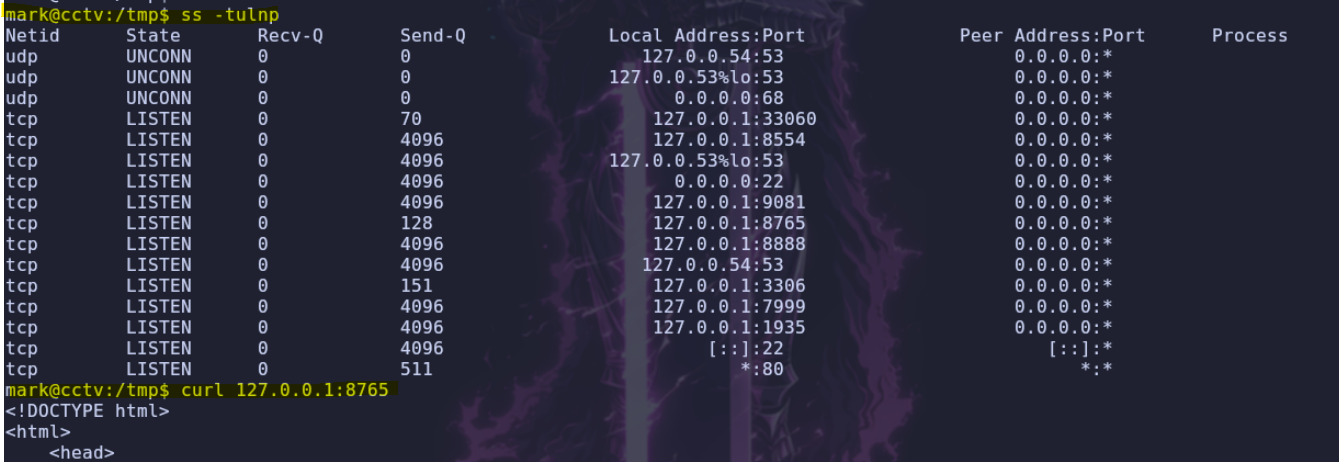 mark@cctv:/tmp$ ss -tulnp
Netid State Recv-Q Send-Q Local Address:Port Peer Address:Port Process
udp UNCONN 0 0 127.0.0.54:53 0.0.0.0:*
udp UNCONN 0 0 127.0.0.53%lo:53 0.0.0.0:*
udp UNCONN 0 0 0.0.0.0:68 0.0.0.0:*
tcp LISTEN 0 70 127.0.0.1:33060 0.0.0.0:*
tcp LISTEN 0 4096 127.0.0.1:8554 0.0.0.0:*
tcp LISTEN 0 4096 127.0.0.53%lo:53 0.0.0.0:*
tcp LISTEN 0 4096 0.0.0.0:22 0.0.0.0:*
tcp LISTEN 0 4096 127.0.0.1:9081 0.0.0.0:*
tcp LISTEN 0 128 127.0.0.1:8765 0.0.0.0:*
tcp LISTEN 0 4096 127.0.0.1:8888 0.0.0.0:*
tcp LISTEN 0 4096 127.0.0.54:53 0.0.0.0:*
tcp LISTEN 0 151 127.0.0.1:3306 0.0.0.0:*
tcp LISTEN 0 4096 127.0.0.1:7999 0.0.0.0:*
tcp LISTEN 0 4096 127.0.0.1:1935 0.0.0.0:*
tcp LISTEN 0 4096 [::]:22 [::]:*
tcp LISTEN 0 511 *:80 *:*
mark@cctv:/tmp$ curl 127.0.0.1:8765
<!DOCTYPE html>
<html>
<head>